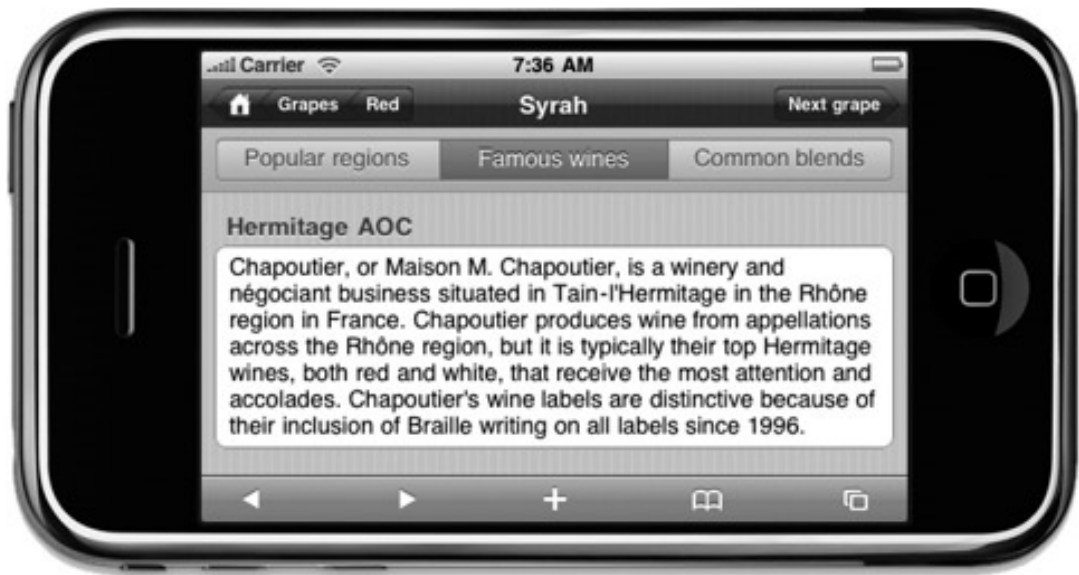 Carrier 7:36 AM
Grapes Red Syrah Next grape
Popular regions Famous wines Common blends
Hermitage AOC
Chapoutier, or Maison M. Chapoutier, is a winery and
négociant business situated in Tain-l'Hermitage in the Rhône
region in France. Chapoutier produces wine from appellations
across the Rhône region, but it is typically their top Hermitage
wines, both red and white, that receive the most attention and
accolades. Chapoutier's wine labels are distinctive because of
their inclusion of Braille writing on all labels since 1996.